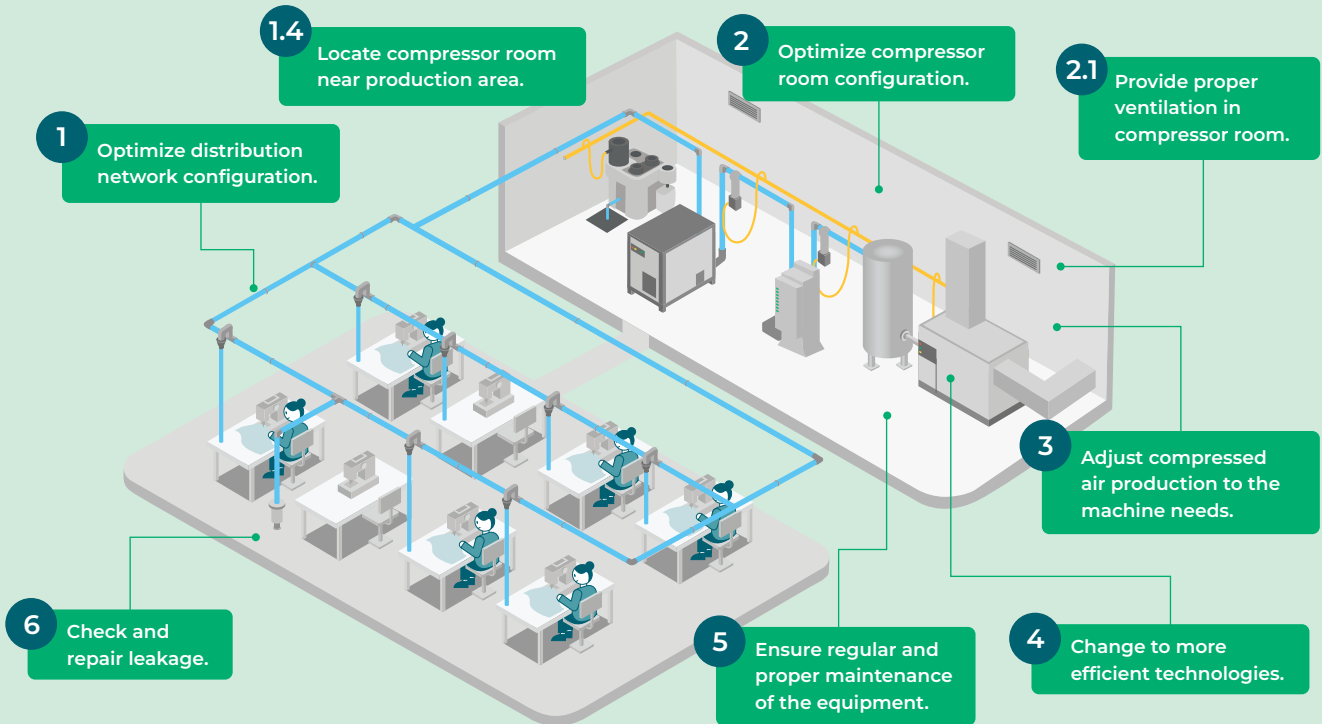 1.4
Locate compressor room
near production area.
2
Optimize compressor
room configuration.
2.1
Provide proper
ventilation in
compressor room.
1
Optimize distribution
network configuration.
3
Adjust compressed
air production to the
machine needs.
6
Check and
repair leakage.
5
Ensure regular and
proper maintenance
of the equipment.
4
Change to more
efficient technologies.